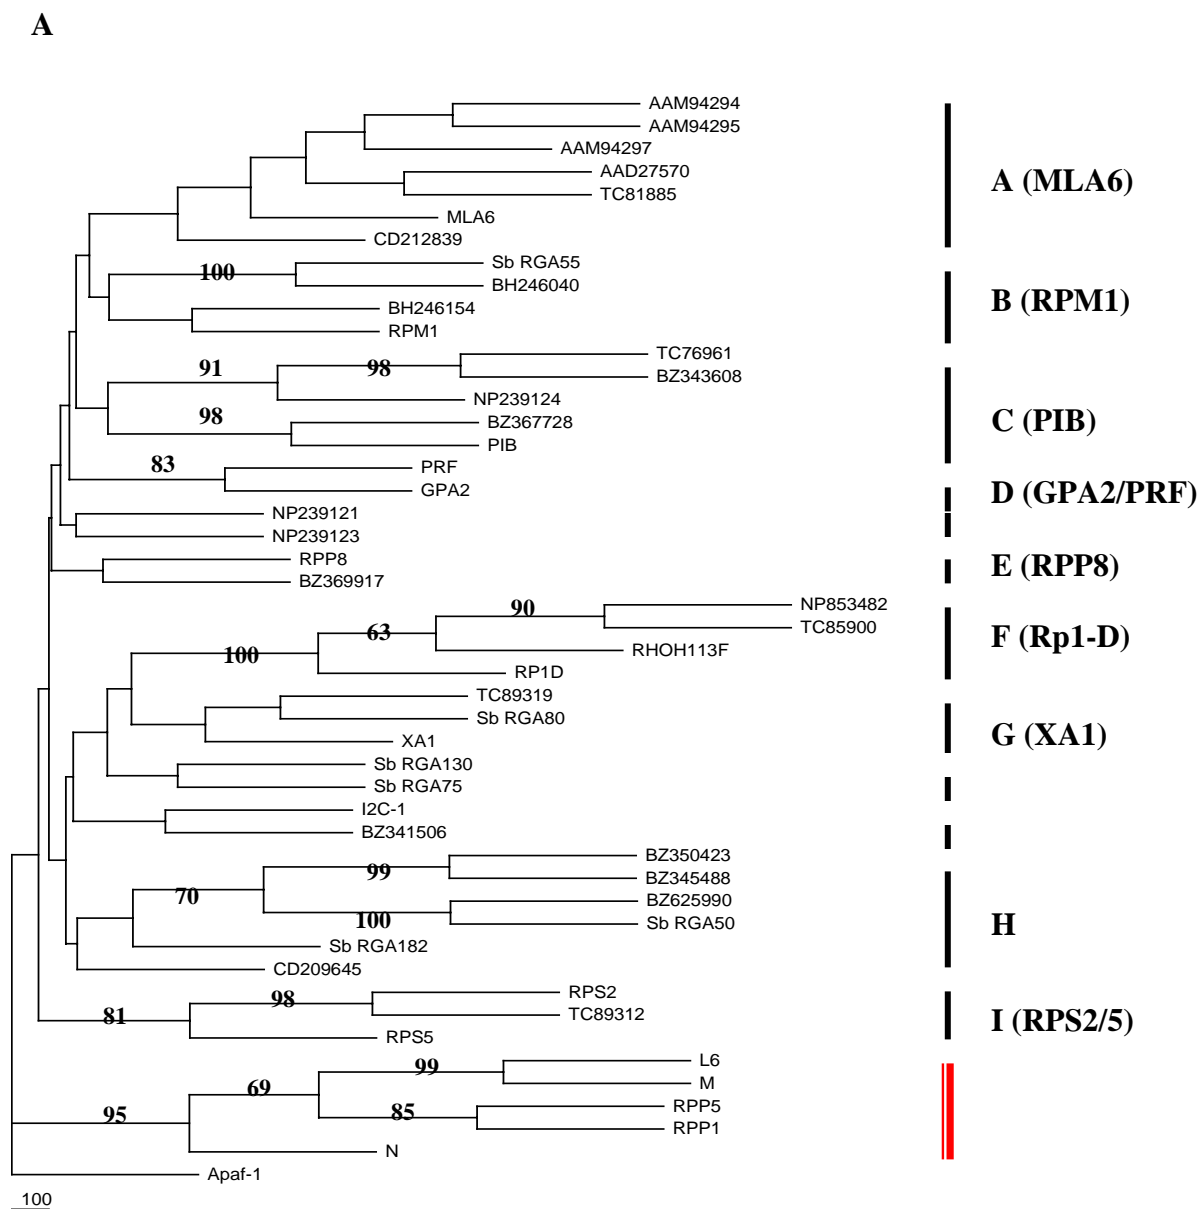 A
AAM94294
AAM94295
AAM94297
AAD27570
TC81885
A (MLA6)
MLA6
CD212839
Sb RGA55
100
BH246040
B (RPM1)
BH246154
RPM1
TC76961
91
98
BZ343608
NP239124
98
BZ367728
C (PIB)
PIB
83
PRF
GPA2
D (GPA2/PRF)
NP239121
NP239123
RPP8
E (RPP8)
BZ369917
90
NP853482
63
TC85900
F (Rp1-D)
100
RHOH113F
RP1D
TC89319
Sb RGA80
G (XA1)
XA1
Sb RGA130
Sb RGA75
I2C-1
BZ341506
BZ350423
99
BZ345488
70
BZ625990
100
Sb RGA50
H
Sb RGA182
CD209645
RPS2
98
81
TC89312
I (RPS2/5)
RPS5
L6
99
69
M
RPP5
95
85
RPP1
N
Apaf-1
100